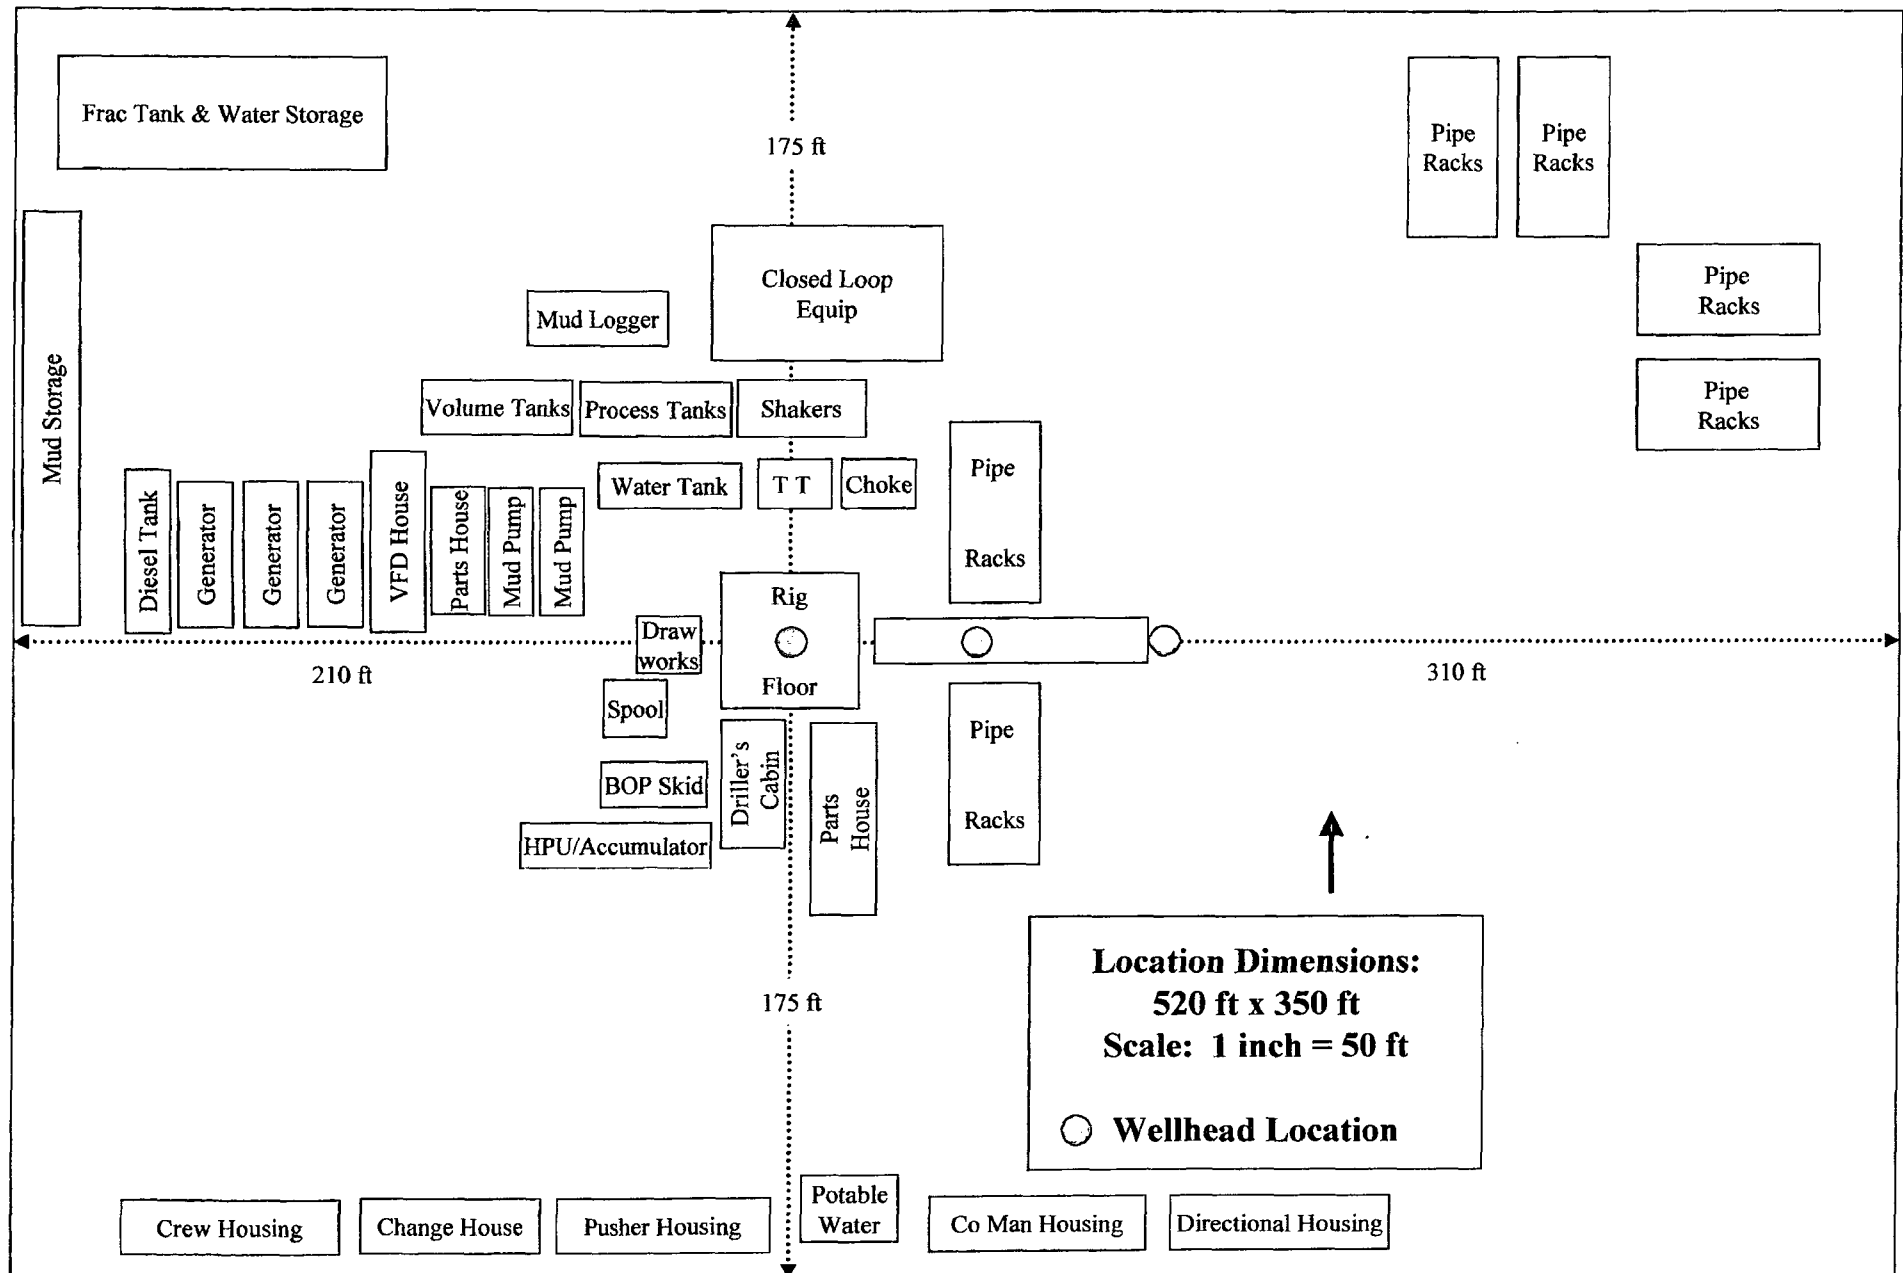 Frac Tank & Water Storage
175 ft
Pipe
Racks
Pipe
Racks
Closed Loop
Equip
Pipe
Racks
Mud Logger
Mud Storage
Volume Tanks
Process Tanks
Shakers
Pipe
Racks
Water Tank
T T
Choke
Pipe
Racks
Diesel Tank
Generator
Generator
Generator
VFD House
Parts House
Mud Pump
Mud Pump
Rig
Floor
Draw
works
210 ft
310 ft
Spool
Driller's
Cabin
Parts
House
Pipe
Racks
BOP Skid
HPU/Accumulator
Location Dimensions:
520 ft x 350 ft
Scale: 1 inch = 50 ft
Wellhead Location
175 ft
Crew Housing
Change House
Pusher Housing
Potable
Water
Co Man Housing
Directional Housing